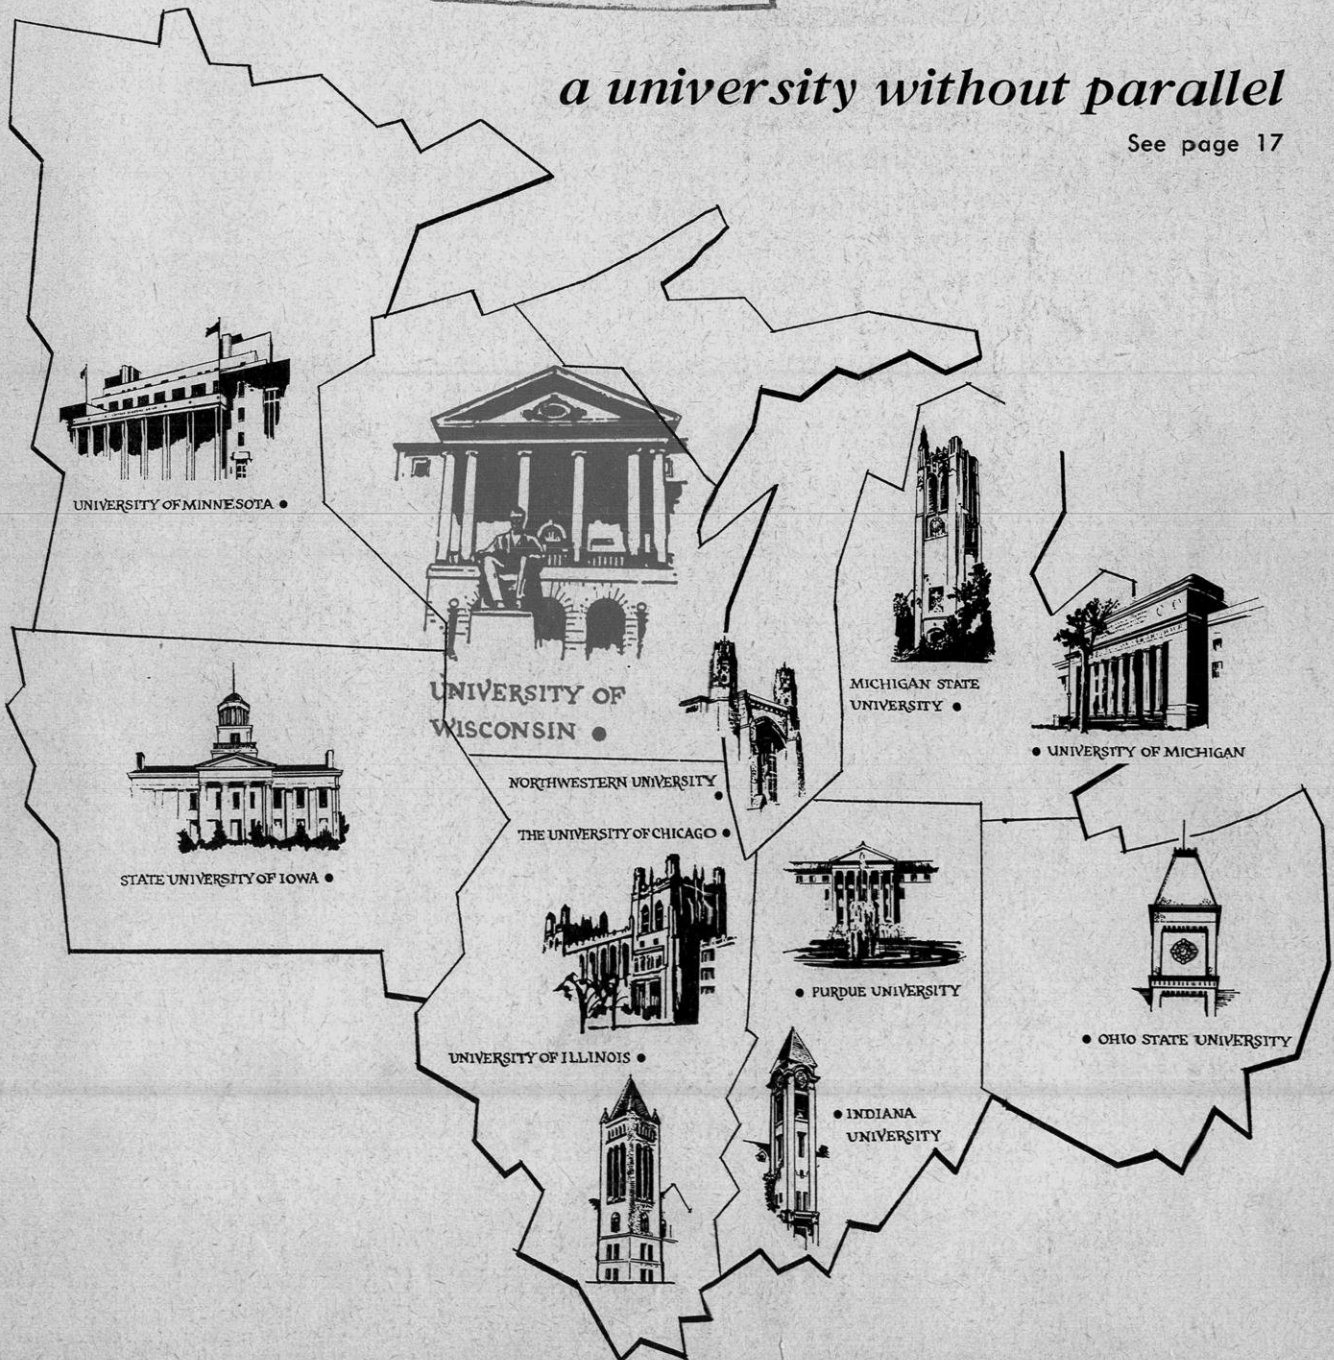 a university without parallel
See page 17
UNIVERSITY OF MINNESOTA
UNIVERSITY OF
WISCONSIN
MICHIGAN STATE
UNIVERSITY
UNIVERSITY OF MICHIGAN
STATE UNIVERSITY OF IOWA
NORTHWESTERN UNIVERSITY
THE UNIVERSITY OF CHICAGO
PURDUE UNIVERSITY
OHIO STATE UNIVERSITY
UNIVERSITY OF ILLINOIS
INDIANA
UNIVERSITY